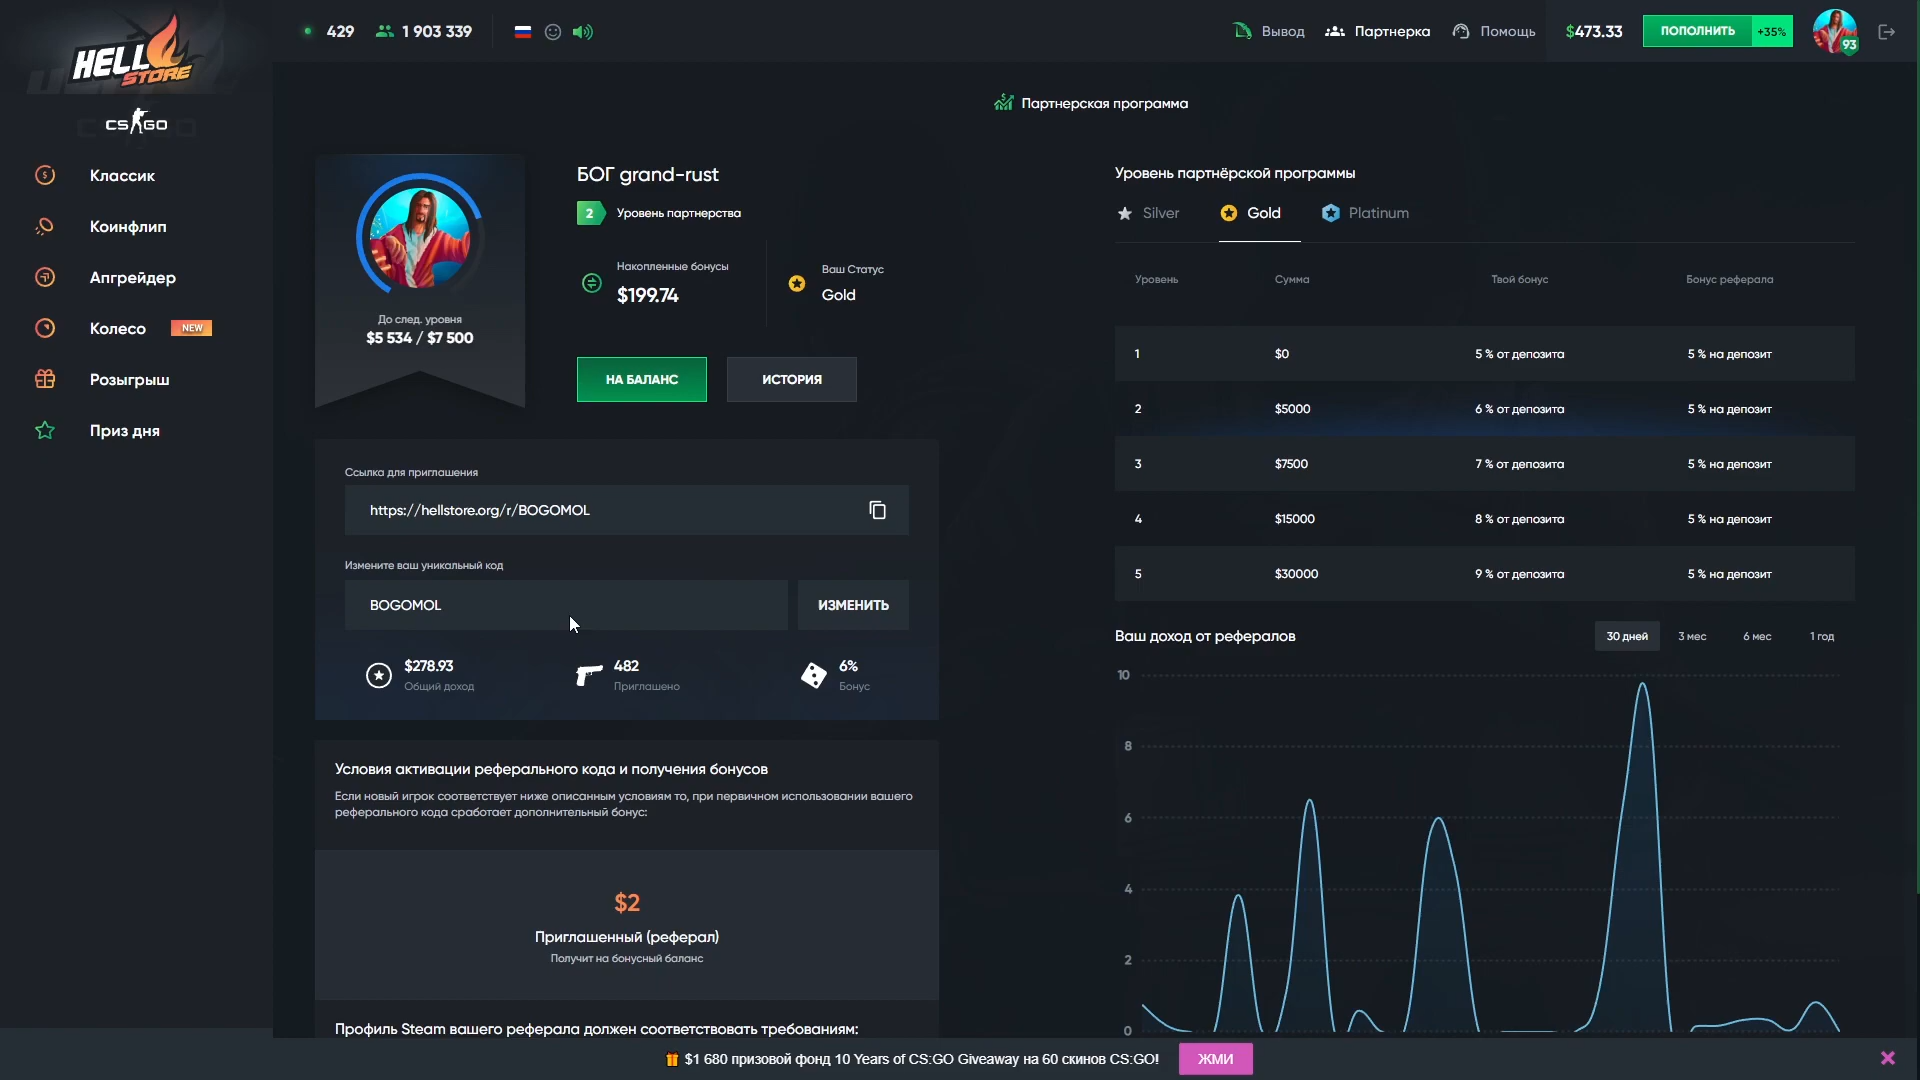 HELL STORE
429
1 903 339
Вывод
Партнерка
Помощь
$473.33
ПОПОЛНИТЬ
+35%
93
CS GO
Партнерская программа
Классик
Коинфлип
Апгрейдер
Колесо
NEW
Розыгрыш
Приз дня
До след. уровня
$5 534 / $7 500
БОГ grand-rust
2
Уровень партнерства
Накопленные бонусы
$199.74
Ваш Статус
Gold
НА БАЛАНС
ИСТОРИЯ
Ссылка для приглашения
https://hellstore.org/r/BOGOMOL
Измените ваш уникальный код
BOGOMOL
ИЗМЕНИТЬ
$278.93
Общий доход
482
Приглашено
6%
Бонус
Условия активации реферального кода и получения бонусов
Если новый игрок соответствует ниже описанным условиям то, при первичном использовании вашего
реферального кода сработает дополнительный бонус:
$2
Приглашенный (реферал)
Получит на бонусный баланс
Профиль Steam вашего реферала должен соответствовать требованиям:
Уровень партнёрской программы
Silver
Gold
Platinum
Уровень Сумма Твой бонус Бонус реферала
1 $0 5 % от депозита 5 % на депозит
2 $5000 6 % от депозита 5 % на депозит
3 $7500 7 % от депозита 5 % на депозит
4 $15000 8 % от депозита 5 % на депозит
5 $30000 9 % от депозита 5 % на депозит
Ваш доход от рефералов
30 дней
3 мес
6 мес
1 год
10
8
6
4
2
0
$1 680 призовой фонд 10 Years of CS:GO Giveaway на 60 скинов CS:GO!
ЖМИ